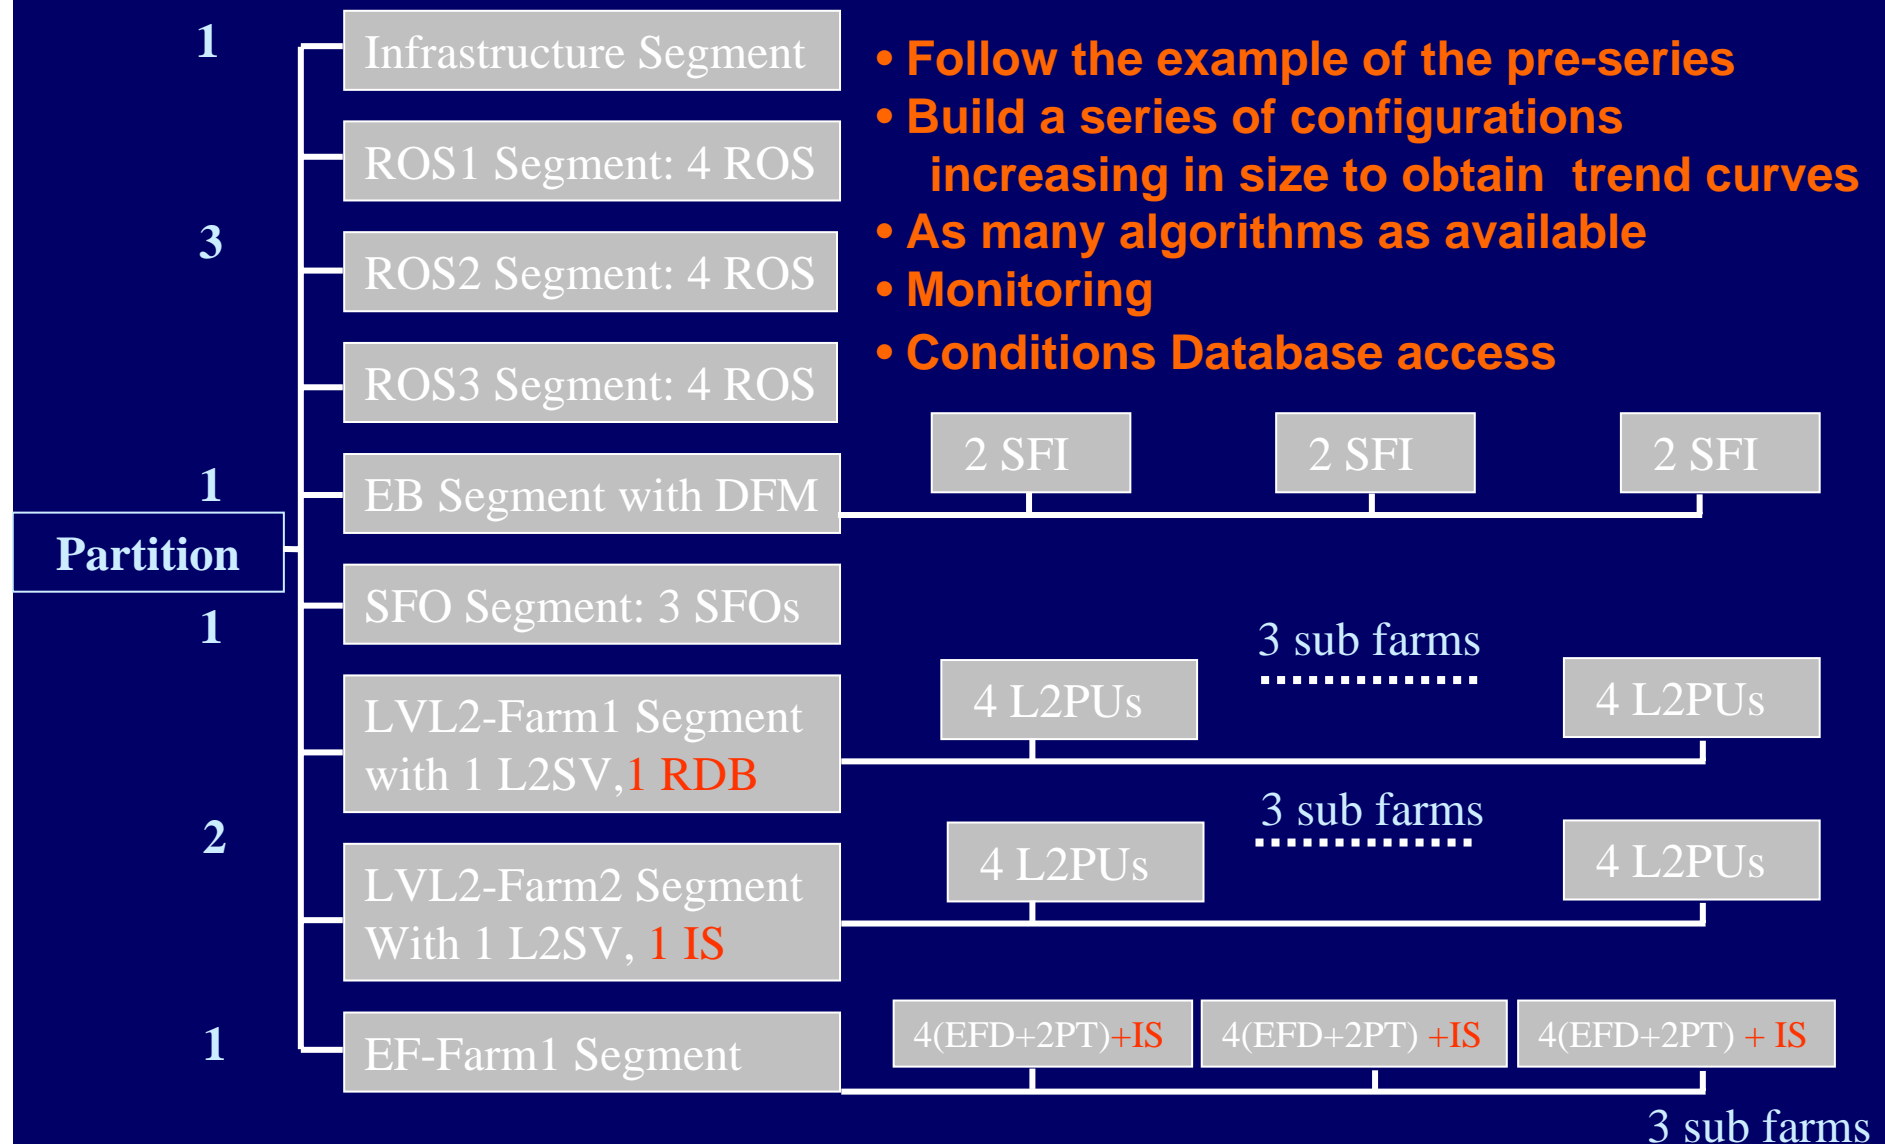 1
Infrastructure Segment
• Follow the example of the pre-series
• Build a series of configurations
increasing in size to obtain trend curves
• As many algorithms as available
• Monitoring
• Conditions Database access
ROS1 Segment: 4 ROS
3
ROS2 Segment: 4 ROS
ROS3 Segment: 4 ROS
1
EB Segment with DFM
2 SFI
2 SFI
2 SFI
Partition
SFO Segment: 3 SFOs
1
LVL2-Farm1 Segment
with 1 L2SV,1 RDB
4 L2PUs
3 sub farms
4 L2PUs
2
LVL2-Farm2 Segment
With 1 L2SV, 1 IS
4 L2PUs
3 sub farms
4 L2PUs
1
EF-Farm1 Segment
4(EFD+2PT)+IS
4(EFD+2PT) +IS
4(EFD+2PT) + IS
3 sub farms